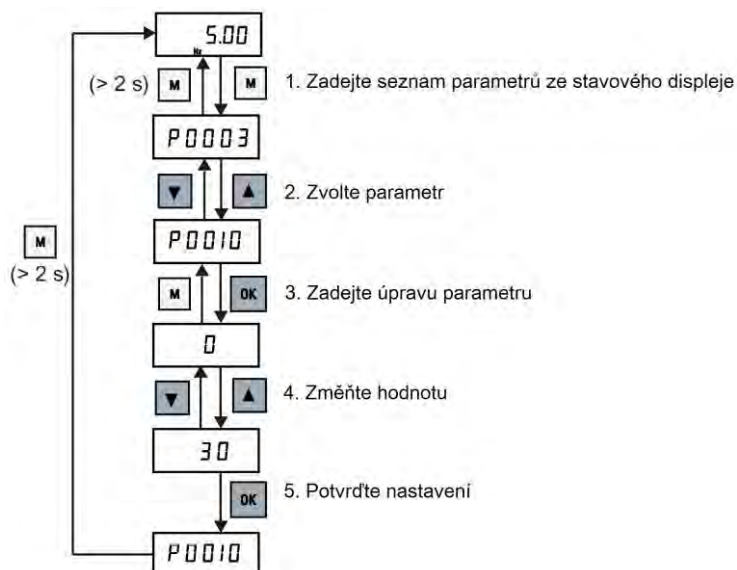 5.00
Hz
(> 2 s) M M 1. Zadejte seznam parametrů ze stavového displeje
P0003
2. Zvolte parametr
P0010
M
(> 2 s)
M OK 3. Zadejte úpravu parametru
0
4. Změňte hodnotu
30
OK 5. Potvrďte nastavení
P0010